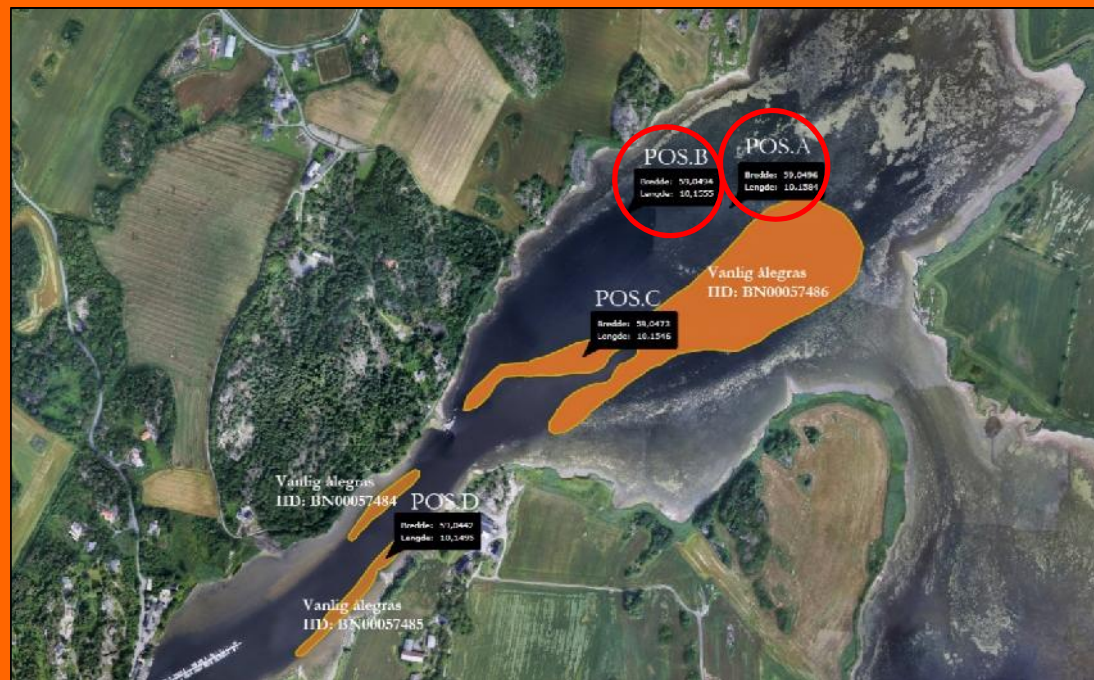 POS.B
Bredde: 59,0494
Lengde: 10,1555
POS.A
Bredde: 59,0496
Lengde: 10,1584
Vanlig ålegras
IID: BN00057486
POS.C
Bredde: 59,0473
Lengde: 10,1546
Vanlig ålegras
IID: BN00057484
POS.D
Bredde: 59,0442
Lengde: 10,1495
Vanlig ålegras
IID: BN00057485